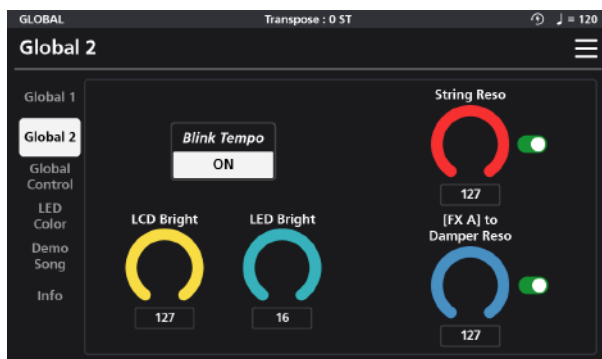 GLOBAL
Transpose : 0 ST
♩ = 120
Global 2
Global 1
Global 2
Global
Control
LED
Color
Demo
Song
Info
Blink Tempo
ON
String Reso
127
LCD Bright
127
LED Bright
16
[FX A] to
Damper Reso
127